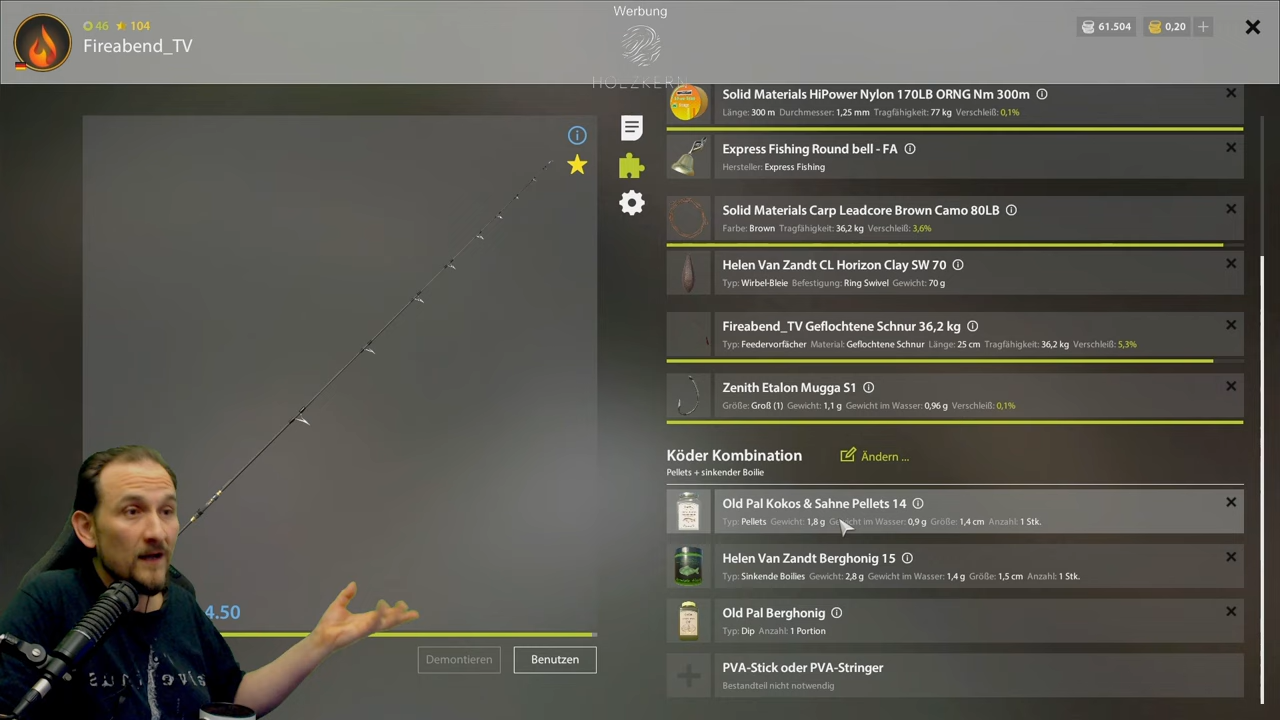 Werbung
46 104
Fireabend_TV
HOLZKERN
61.504
0,20
Solid Materials HiPower Nylon 170LB ORNG Nm 300m
Länge: 300 m Durchmesser: 1,25 mm Tragfähigkeit: 77 kg Verschleiß: 0,1%
Express Fishing Round bell - FA
Hersteller: Express Fishing
Solid Materials Carp Leadcore Brown Camo 80LB
Farbe: Brown Tragfähigkeit: 36,2 kg Verschleiß: 3,6%
Helen Van Zandt CL Horizon Clay SW 70
Typ: Wirbel-Bleie Befestigung: Ring Swivel Gewicht: 70 g
Fireabend_TV Geflochtene Schnur 36,2 kg
Typ: Feedervorfächer Material: Geflochtene Schnur Länge: 25 cm Tragfähigkeit: 36,2 kg Verschleiß: 5,3%
Zenith Etalon Mugga S1
Größe: Groß (1) Gewicht: 1,1 g Gewicht im Wasser: 0,96 g Verschleiß: 0,1%
Köder Kombination
Ändern ...
Pellets + sinkender Boilie
Old Pal Kokos & Sahne Pellets 14
Typ: Pellets Gewicht: 1,8 g Gewicht im Wasser: 0,9 g Größe: 1,4 cm Anzahl: 1 Stk.
Helen Van Zandt Berghonig 15
Typ: Sinkende Boilies Gewicht: 2,8 g Gewicht im Wasser: 1,4 g Größe: 1,5 cm Anzahl: 1 Stk.
Old Pal Berghonig
Typ: Dip Anzahl: 1 Portion
PVA-Stick oder PVA-Stringer
Bestandteil nicht notwendig
4.50
Demontieren
Benutzen